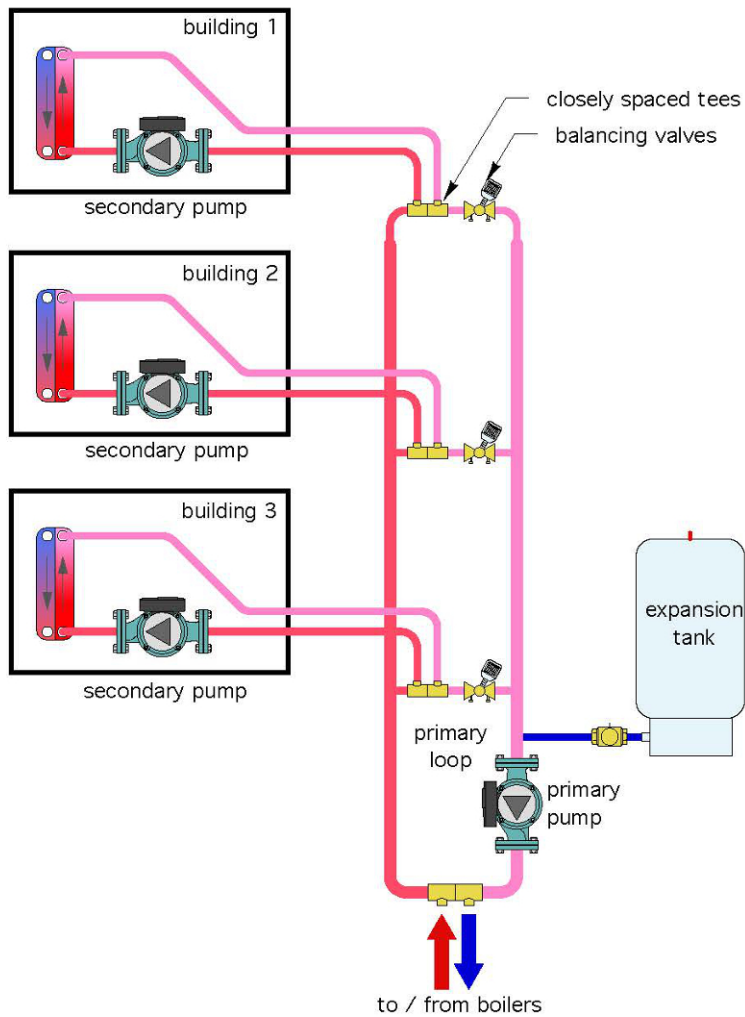 building 1
closely spaced tees
balancing valves
secondary pump
building 2
secondary pump
building 3
expansion
tank
secondary pump
primary
loop
primary
pump
to / from boilers